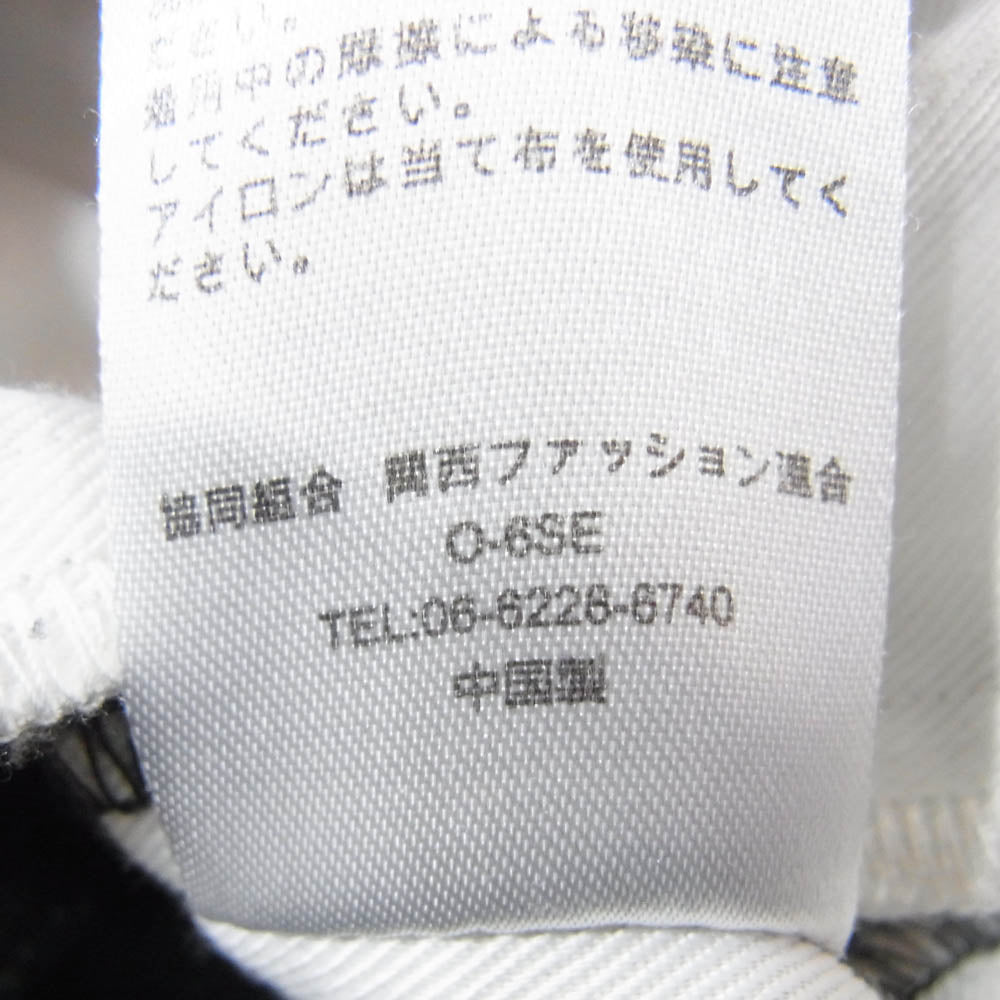 ださい。
着用中の摩擦による移染に注意
してください。
アイロンは当て布を使用してく
ださい。
協同組合 関西ファッション連合
O-6SE
TEL:06-6228-6740
中国製